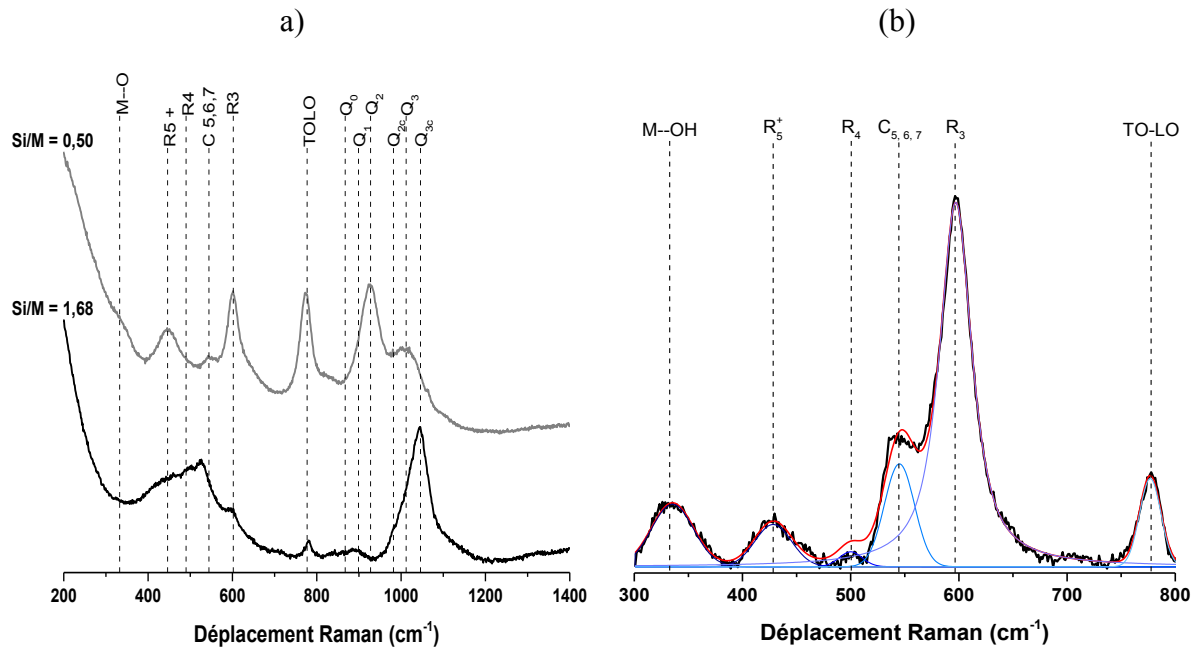 a)
(b)
M--O
R5 +
R4
C 5,6,7
R3
TOLO
Q₀
Q₁
Q₂
Q₂c
Q₃
Q₃c
Si/M = 0,50
Si/M = 1,68
200 400 600 800 1000 1200 1400
Déplacement Raman (cm⁻¹)
M--OH
R₅⁺
R₄
C₅, ₆, ₇
R₃
TO-LO
300 400 500 600 700 800
Déplacement Raman (cm⁻¹)